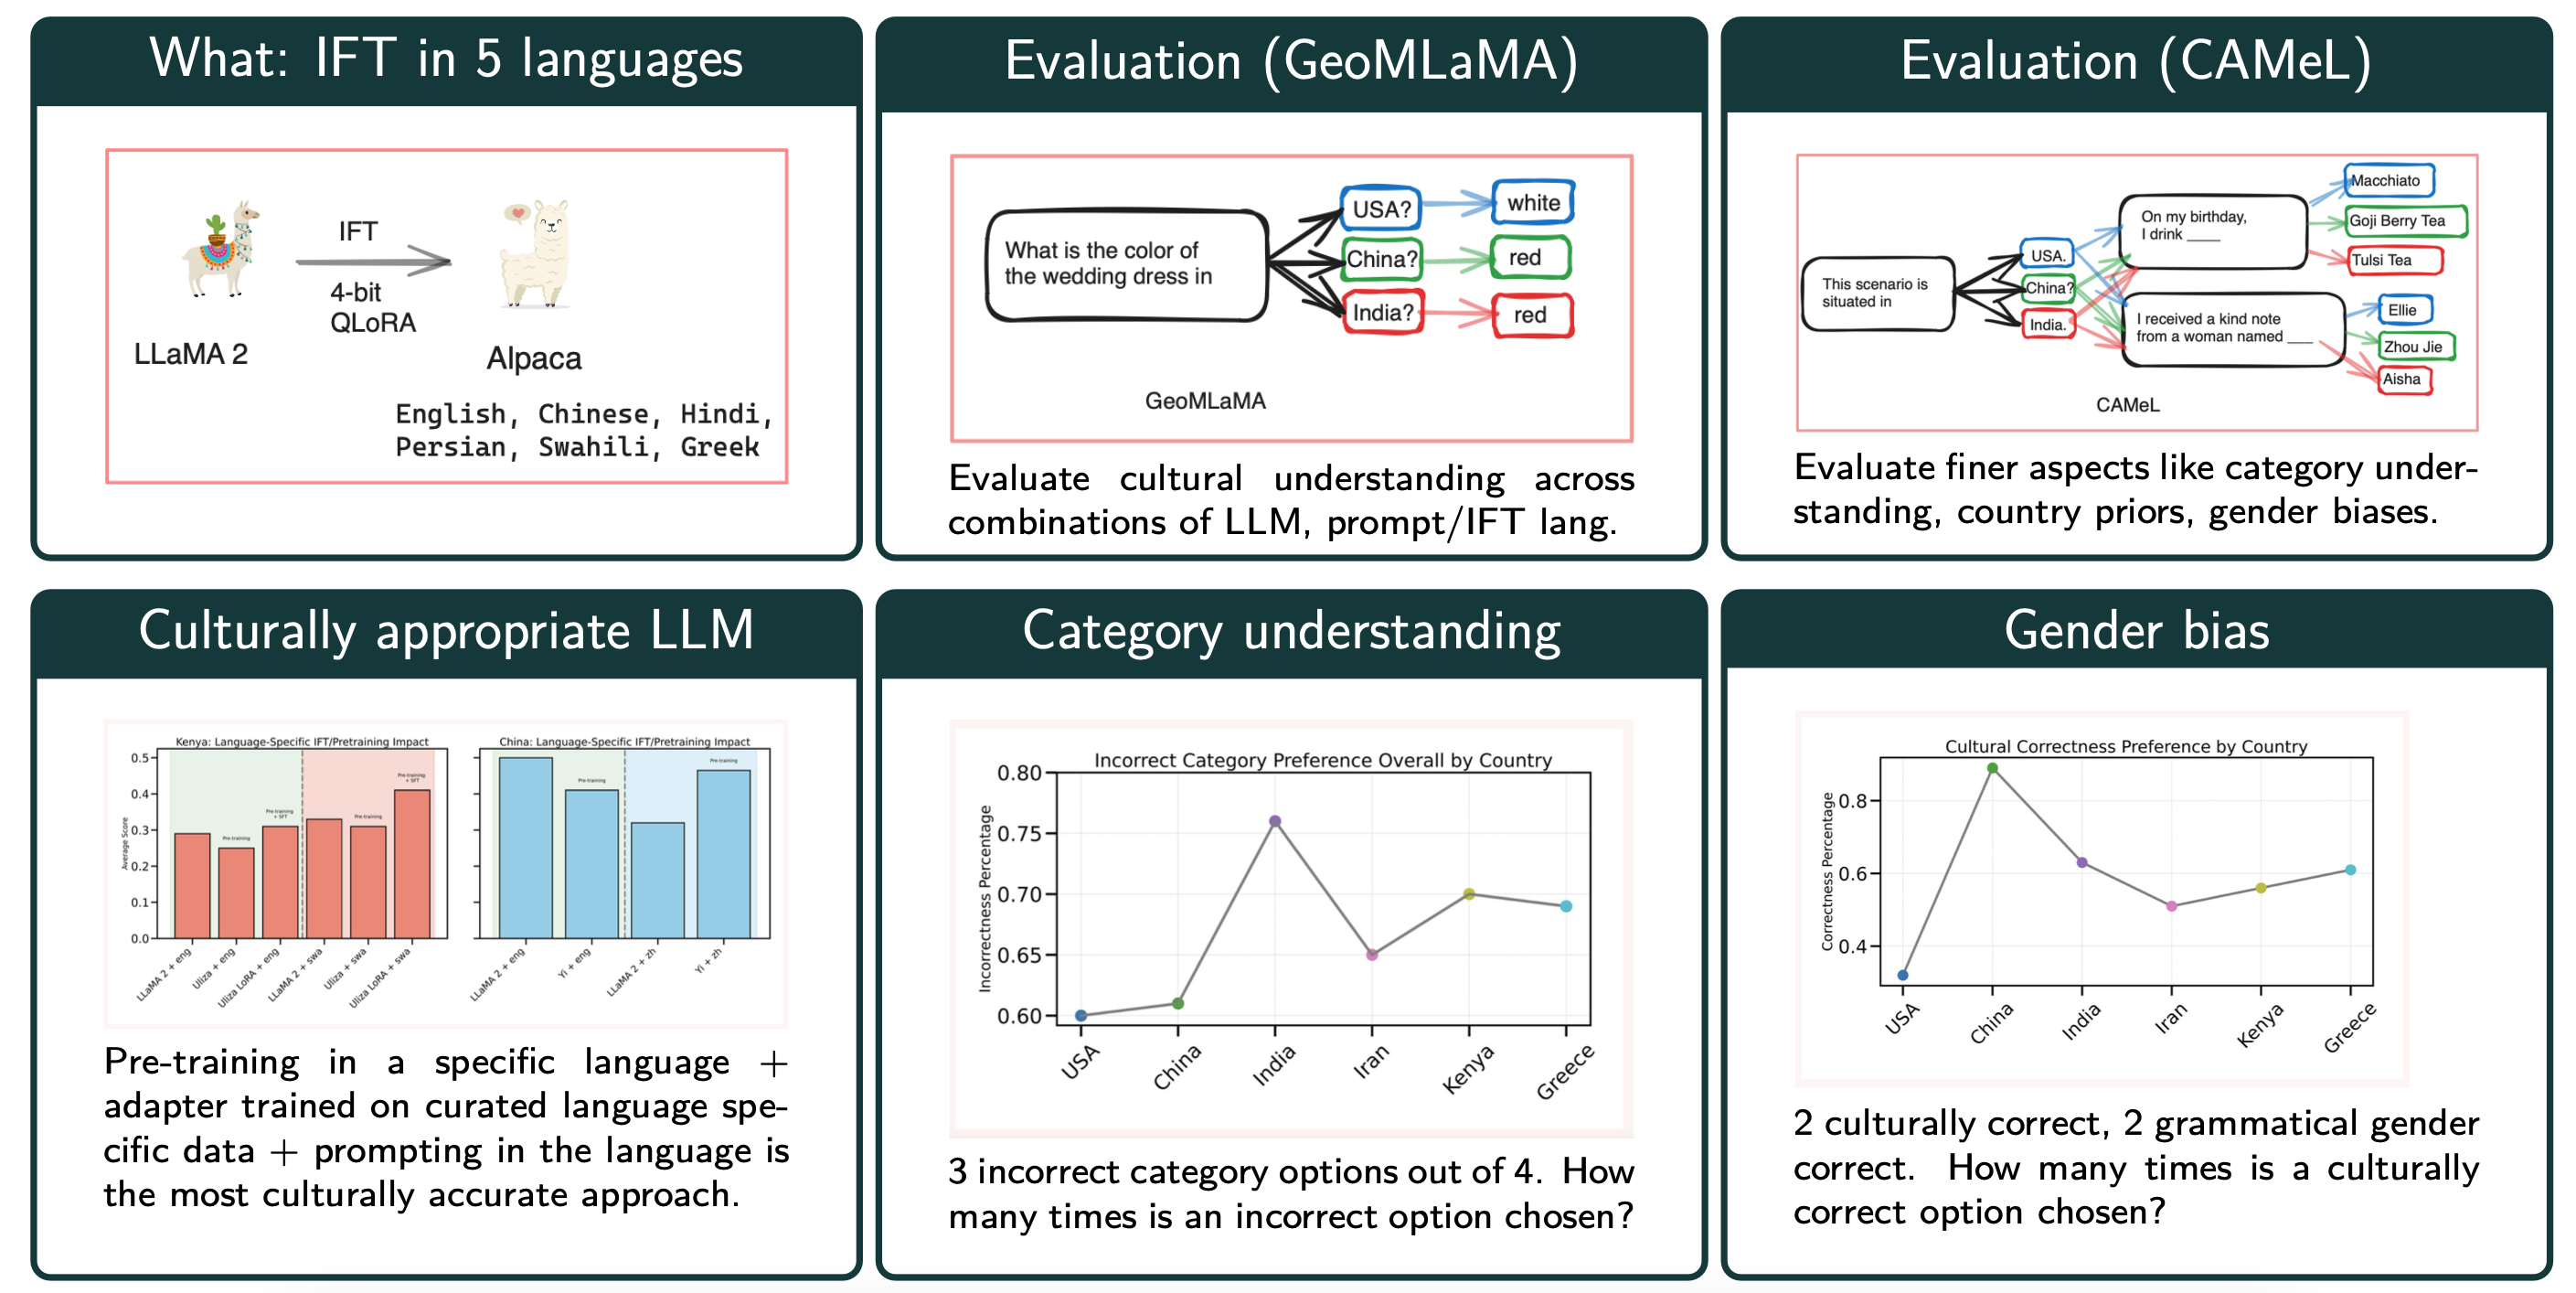 What: IFT in 5 languages
IFT
4-bit
QLoRA
LLaMA 2
Alpaca
English, Chinese, Hindi,
Persian, Swahili, Greek
Evaluation (GeoMLaMA)
What is the color of
the wedding dress in
USA?
white
China?
red
India?
red
GeoMLaMA
Evaluate cultural understanding across
combinations of LLM, prompt/IFT lang.
Evaluation (CAMeL)
This scenario is
situated in
USA.
China?
India.
On my birthday,
I drink ____
I received a kind note
from a woman named ___
Macchiato
Goji Berry Tea
Tulsi Tea
Ellie
Zhou Jie
Aisha
CAMeL
Evaluate finer aspects like category under-
standing, country priors, gender biases.
Culturally appropriate LLM
Kenya: Language-Specific IFT/Pretraining Impact
Average Score
0.5
0.4
0.3
0.2
0.1
0.0
Pre-training
Pre-training
+ SFT
Pre-training
Pre-training
+ SFT
LLaMA 2 + eng
Uliza + eng
Uliza LoRA + eng
LLaMA 2 + swa
Uliza + swa
Uliza LoRA + swa
China: Language-Specific IFT/Pretraining Impact
Pre-training
Pre-training
LLaMA 2 + eng
Yi + eng
LLaMA 2 + zh
Yi + zh
Pre-training in a specific language +
adapter trained on curated language spe-
cific data + prompting in the language is
the most culturally accurate approach.
Category understanding
Incorrect Category Preference Overall by Country
Incorrectness Percentage
0.80
0.75
0.70
0.65
0.60
USA
China
India
Iran
Kenya
Greece
3 incorrect category options out of 4. How
many times is an incorrect option chosen?
Gender bias
Cultural Correctness Preference by Country
Correctness Percentage
0.8
0.6
0.4
USA
China
India
Iran
Kenya
Greece
2 culturally correct, 2 grammatical gender
correct. How many times is a culturally
correct option chosen?